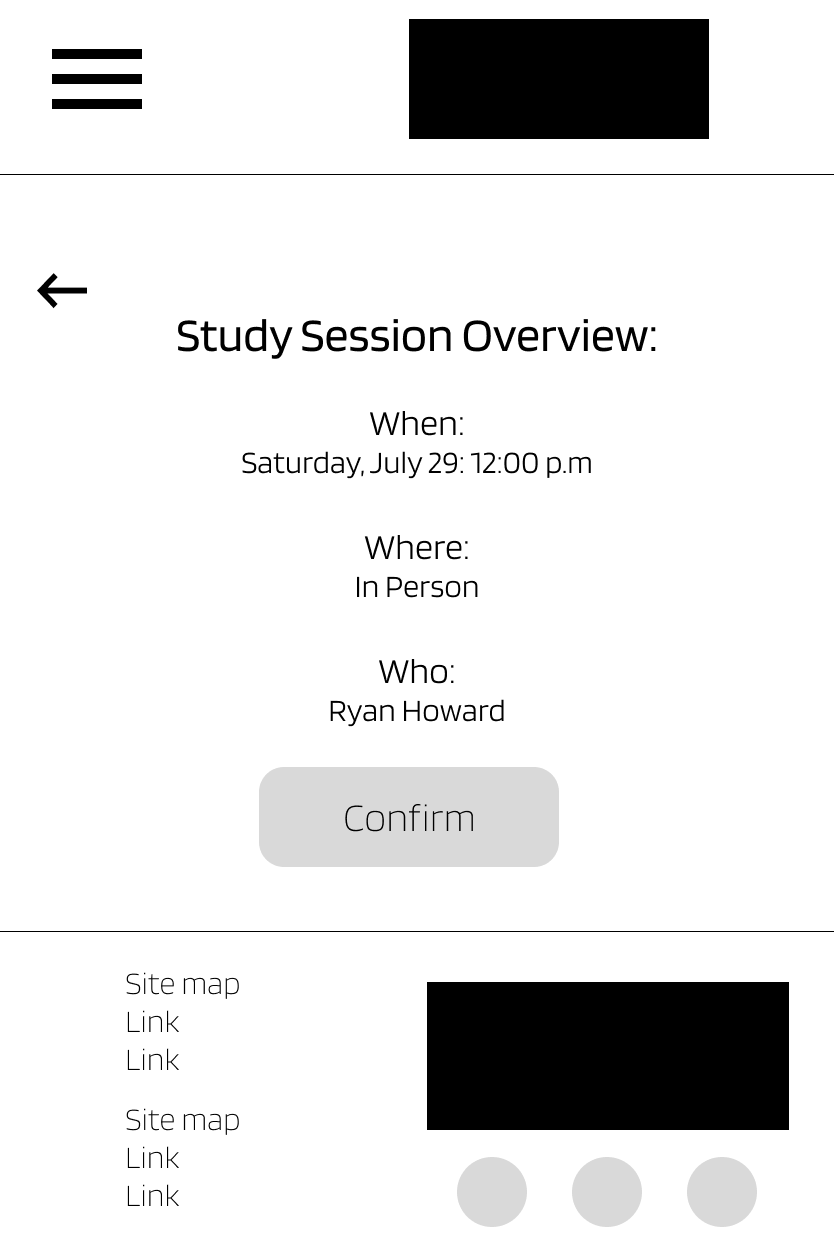 Study Session Overview:
When:
Saturday, July 29: 12:00 p.m
Where:
In Person
Who:
Ryan Howard
Confirm
Site map
Link
Link
Site map
Link
Link